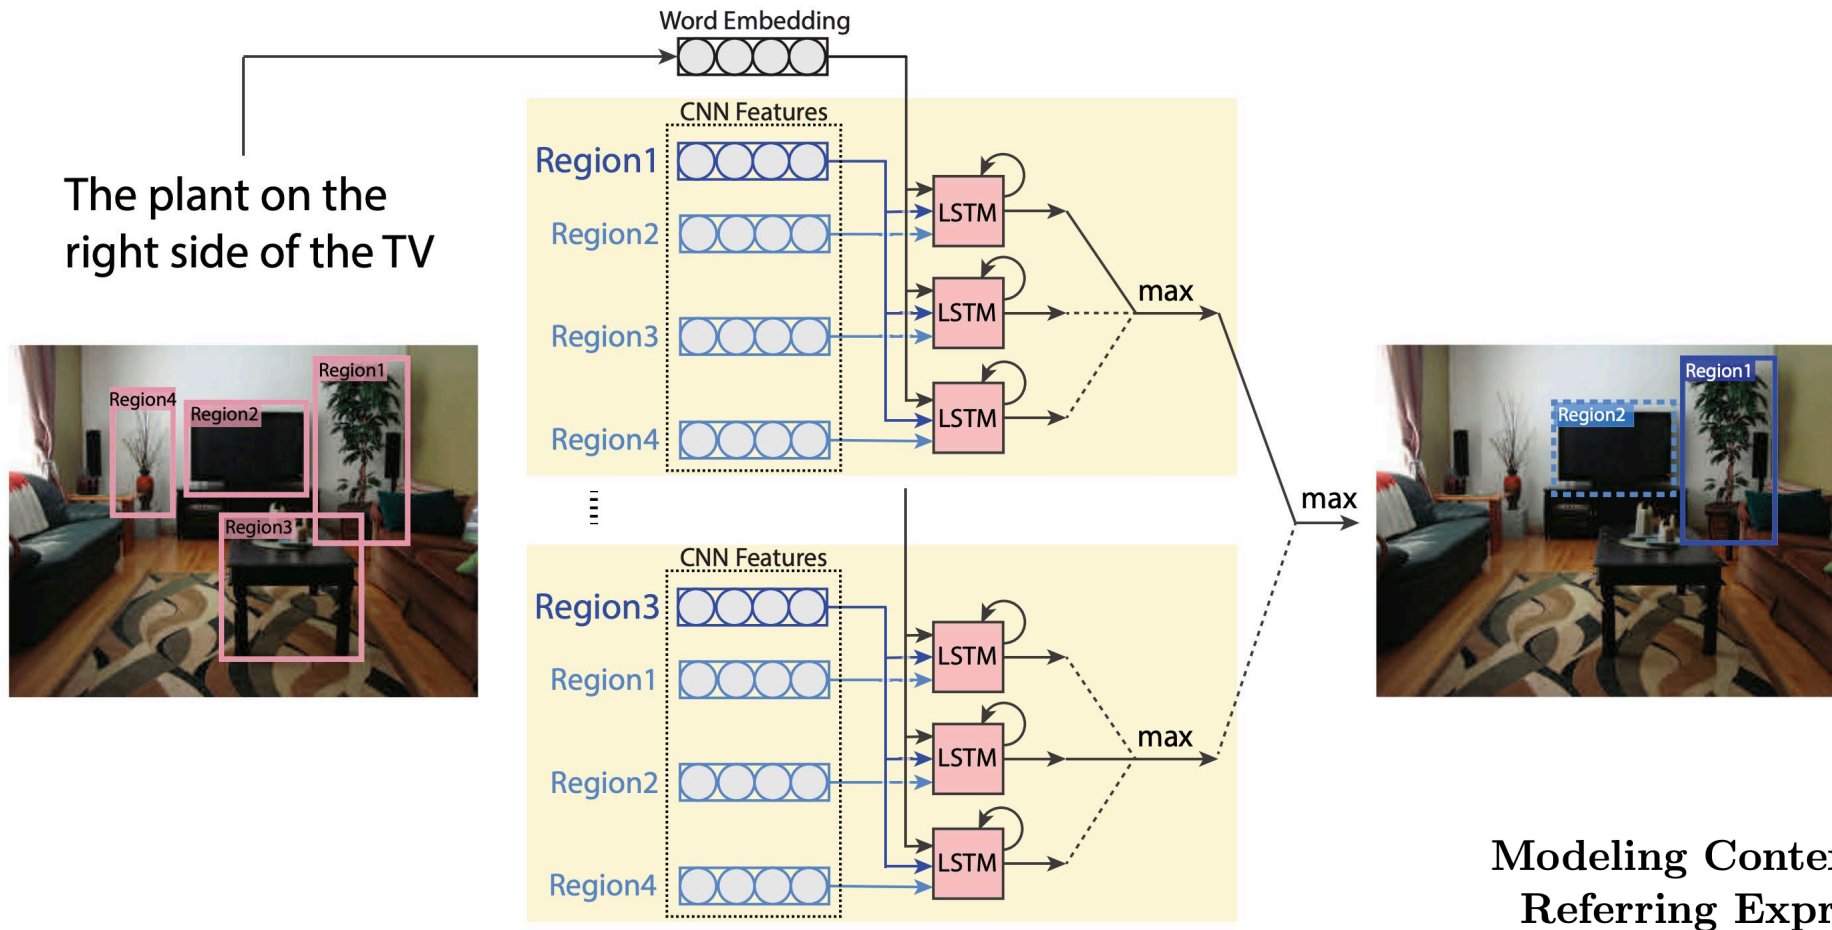 Word Embedding
The plant on the
right side of the TV
CNN Features
Region1
Region2
Region3
Region4
LSTM
LSTM
LSTM
max
CNN Features
Region3
Region1
Region2
Region4
LSTM
LSTM
LSTM
max
max
Region1
Region4
Region2
Region3
Region1
Region2
Modeling Conte
Referring Expr